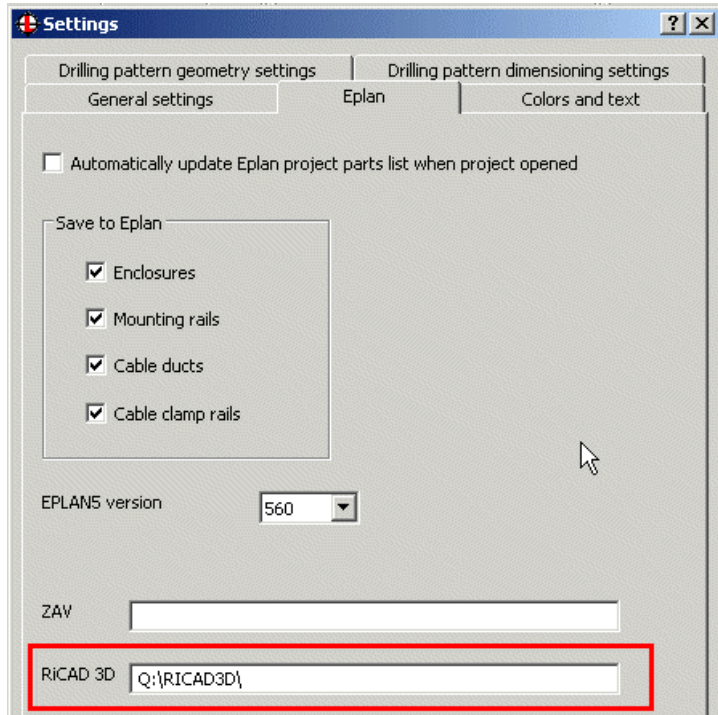 Settings
Drilling pattern geometry settings
Drilling pattern dimensioning settings
General settings
Eplan
Colors and text
Automatically update Eplan project parts list when project opened
Save to Eplan
Enclosures
Mounting rails
Cable ducts
Cable clamp rails
EPLAN5 version
560
ZAV
RiCAD 3D
Q:\RICAD3D\